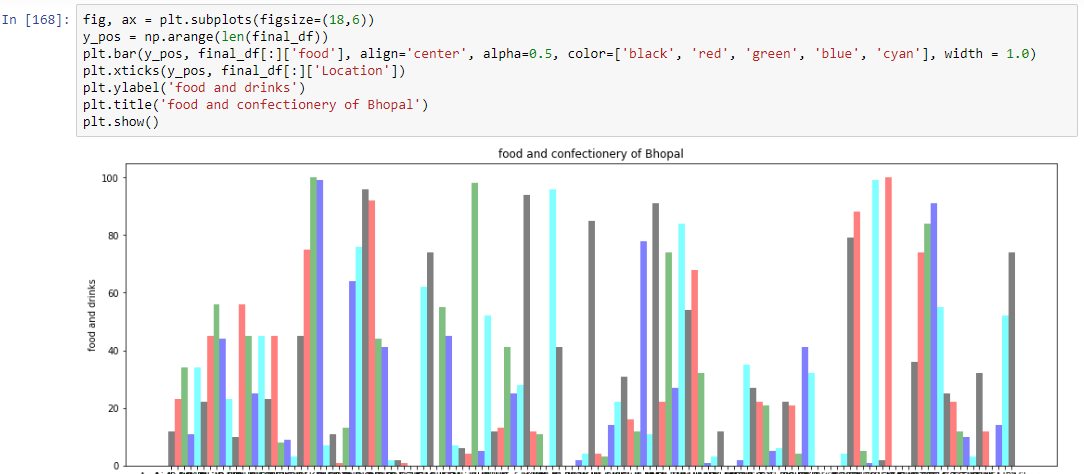 In [168]: fig, ax = plt.subplots(figsize=(18,6))
y_pos = np.arange(len(final_df))
plt.bar(y_pos, final_df[:]['food'], align='center', alpha=0.5, color=['black', 'red', 'green', 'blue', 'cyan'], width = 1.0)
plt.xticks(y_pos, final_df[:]['Location'])
plt.ylabel('food and drinks')
plt.title('food and confectionery of Bhopal')
plt.show()
food and confectionery of Bhopal
100
80
60
40
20
0
food and drinks